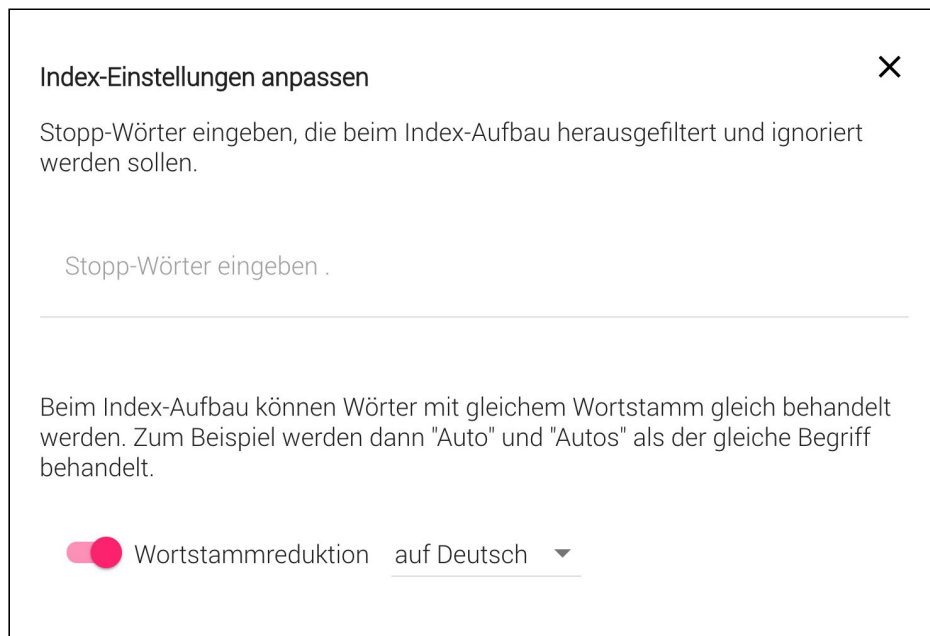 Index-Einstellungen anpassen
Stopp-Wörter eingeben, die beim Index-Aufbau herausgefiltert und ignoriert
werden sollen.
Stopp-Wörter eingeben .
Beim Index-Aufbau können Wörter mit gleichem Wortstamm gleich behandelt
werden. Zum Beispiel werden dann "Auto" und "Autos" als der gleiche Begriff
behandelt.
Wortstammreduktion auf Deutsch